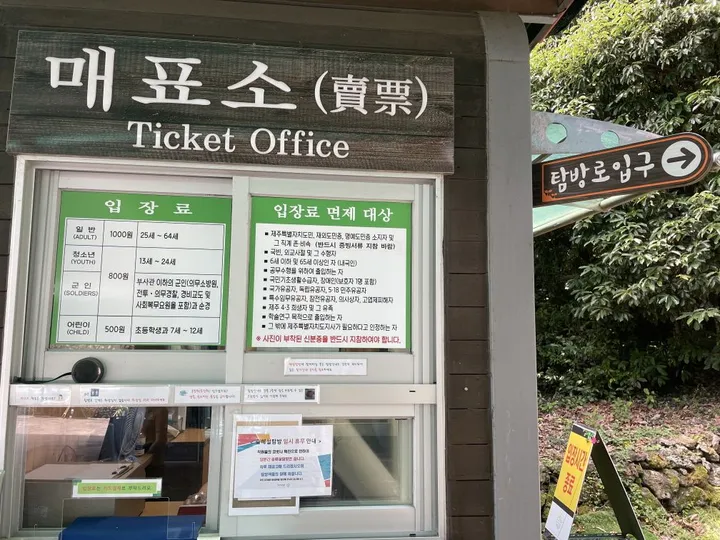 매표소 (賣票)
Ticket Office
탐방로입구
입 장 료
일 반 (ADULT) 1000원 25세 ~ 64세
청소년 (YOUTH) 800원 13세 ~ 24세
군 인 (SOLDIERS) 부사관 이하의 군인(의무소방원,
전투 · 의무경찰, 경비교도 및
사회복무요원을 포함)과 순경
어린이 (CHILD) 500원 초등학생과 7세 ~ 12세
입장료 면제 대상
■ 제주특별자치도민, 재외도민증, 명예도민증 소지자 및
그 직계 존·비속 (반드시 증빙서류 지참 바람)
■ 국빈, 외교사절 및 그 수행자
■ 6세 이하 및 65세이상인 자 (내국인)
■ 공무수행을 위하여 출입하는 자
■ 국민기초생활수급자, 장애인(보호자 1명 포함)
■ 국가유공자, 독립유공자, 5·18 민주유공자
■ 특수임무유공자, 참전유공자, 의사상자, 고엽제피해자
■ 제주 4·3 희생자 및 그 유족
■ 학술연구 목적으로 출입하는 자
■ 그 밖에 제주특별자치도지사가 필요하다고 인정하는 자
※ 사진이 부착된 신분증을 반드시 지참하여야 합니다.
임시 휴무 안내
입장시간
종료